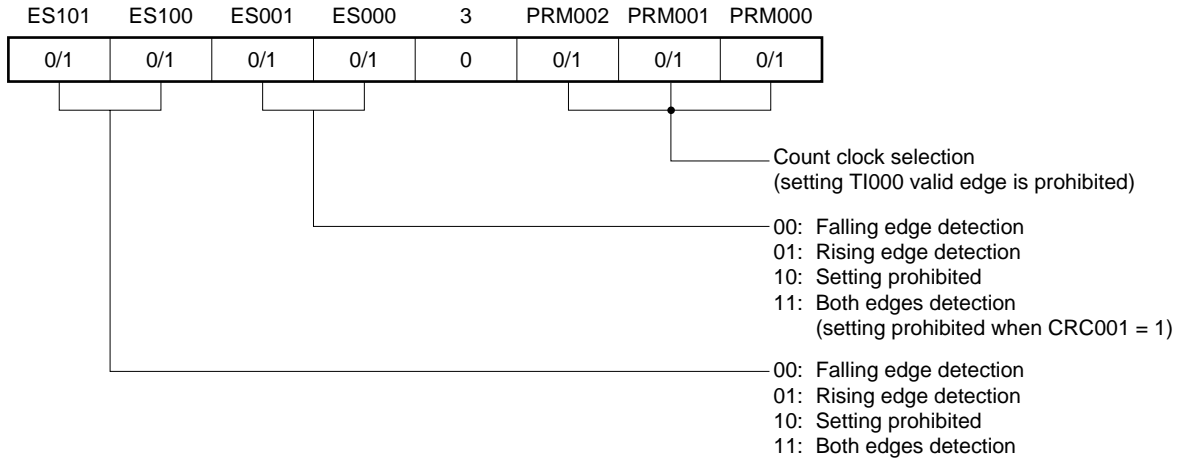 ES101 ES100 ES001 ES000 3 PRM002 PRM001 PRM000
0/1 0/1 0/1 0/1 0 0/1 0/1 0/1
Count clock selection
(setting TI000 valid edge is prohibited)
00: Falling edge detection
01: Rising edge detection
10: Setting prohibited
11: Both edges detection
(setting prohibited when CRC001 = 1)
00: Falling edge detection
01: Rising edge detection
10: Setting prohibited
11: Both edges detection